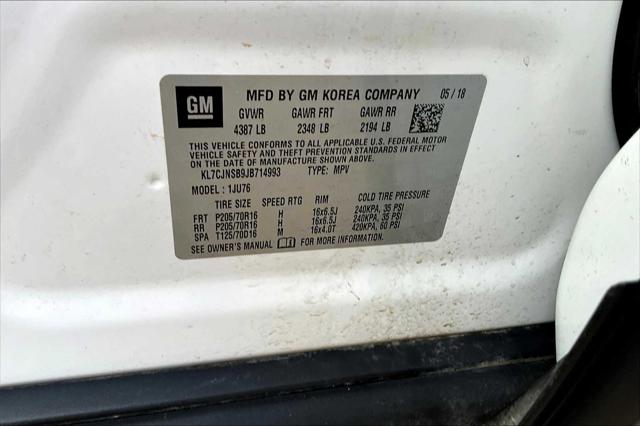 GM
MFD BY GM KOREA COMPANY 05 / 18
GVWR GAWR FRT GAWR RR
4387 LB 2348 LB 2194 LB
THIS VEHICLE CONFORMS TO ALL APPLICABLE U.S. FEDERAL MOTOR
VEHICLE SAFETY AND THEFT PREVENTION STANDARDS IN EFFECT
ON THE DATE OF MANUFACTURE SHOWN ABOVE.
KL7CJNSB9JB714993 TYPE: MPV
MODEL : 1JU76
TIRE SIZE SPEED RTG RIM COLD TIRE PRESSURE
FRT P205/70R16 H 16x6.5J 240KPA, 35 PSI
RR P205/70R16 H 16x6.5J 240KPA, 35 PSI
SPA T125/70D16 M 16x4.0T 420KPA, 60 PSI
SEE OWNER'S MANUAL FOR MORE INFORMATION.